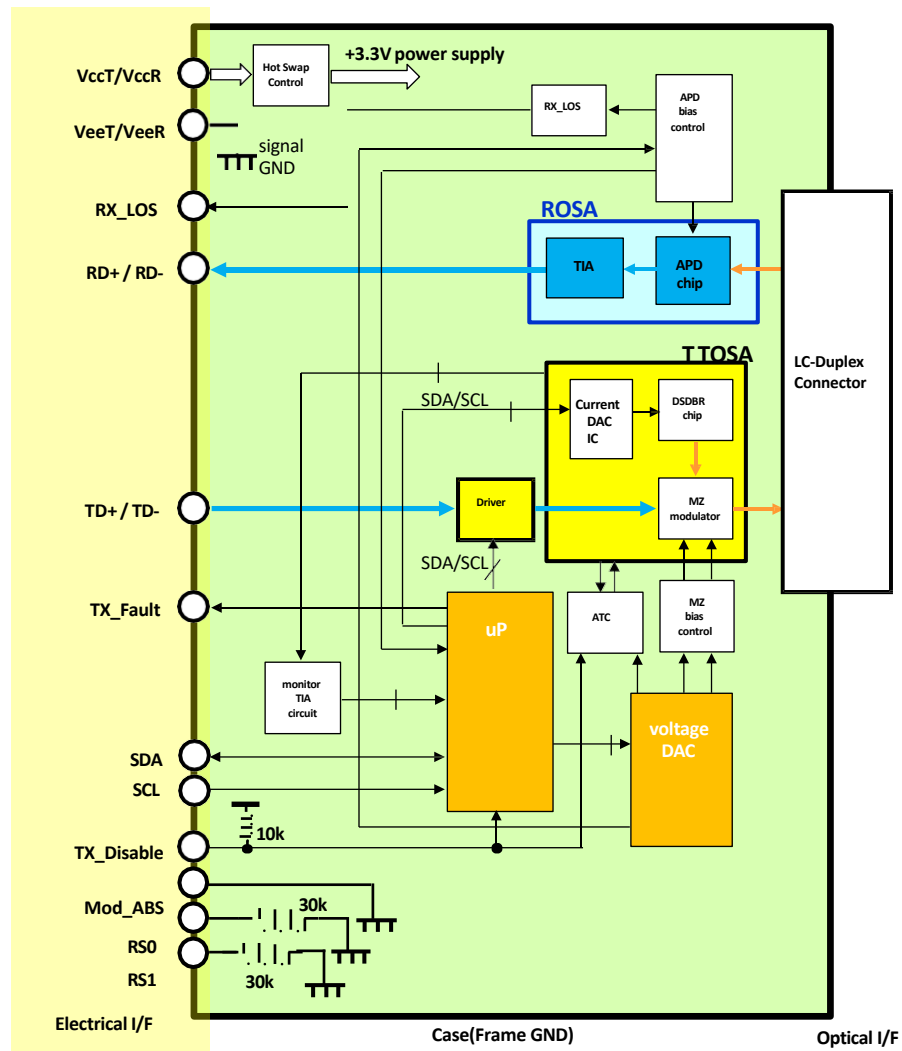 VccT/VccR
Hot Swap
Control
+3.3V power supply
RX_LOS
APD
bias
control
VeeT/VeeR
signal
GND
RX_LOS
ROSA
RD+ / RD-
TIA
APD
chip
LC-Duplex
Connector
T TOSA
SDA/SCL
Current
DAC
IC
DSDBR
chip
TD+ / TD-
Driver
MZ
modulator
SDA/SCL
TX_Fault
uP
ATC
MZ
bias
control
monitor
TIA
circuit
voltage
DAC
SDA
SCL
10k
TX_Disable
Mod_ABS
30k
RS0
RS1
30k
Electrical I/F
Case(Frame GND)
Optical I/F